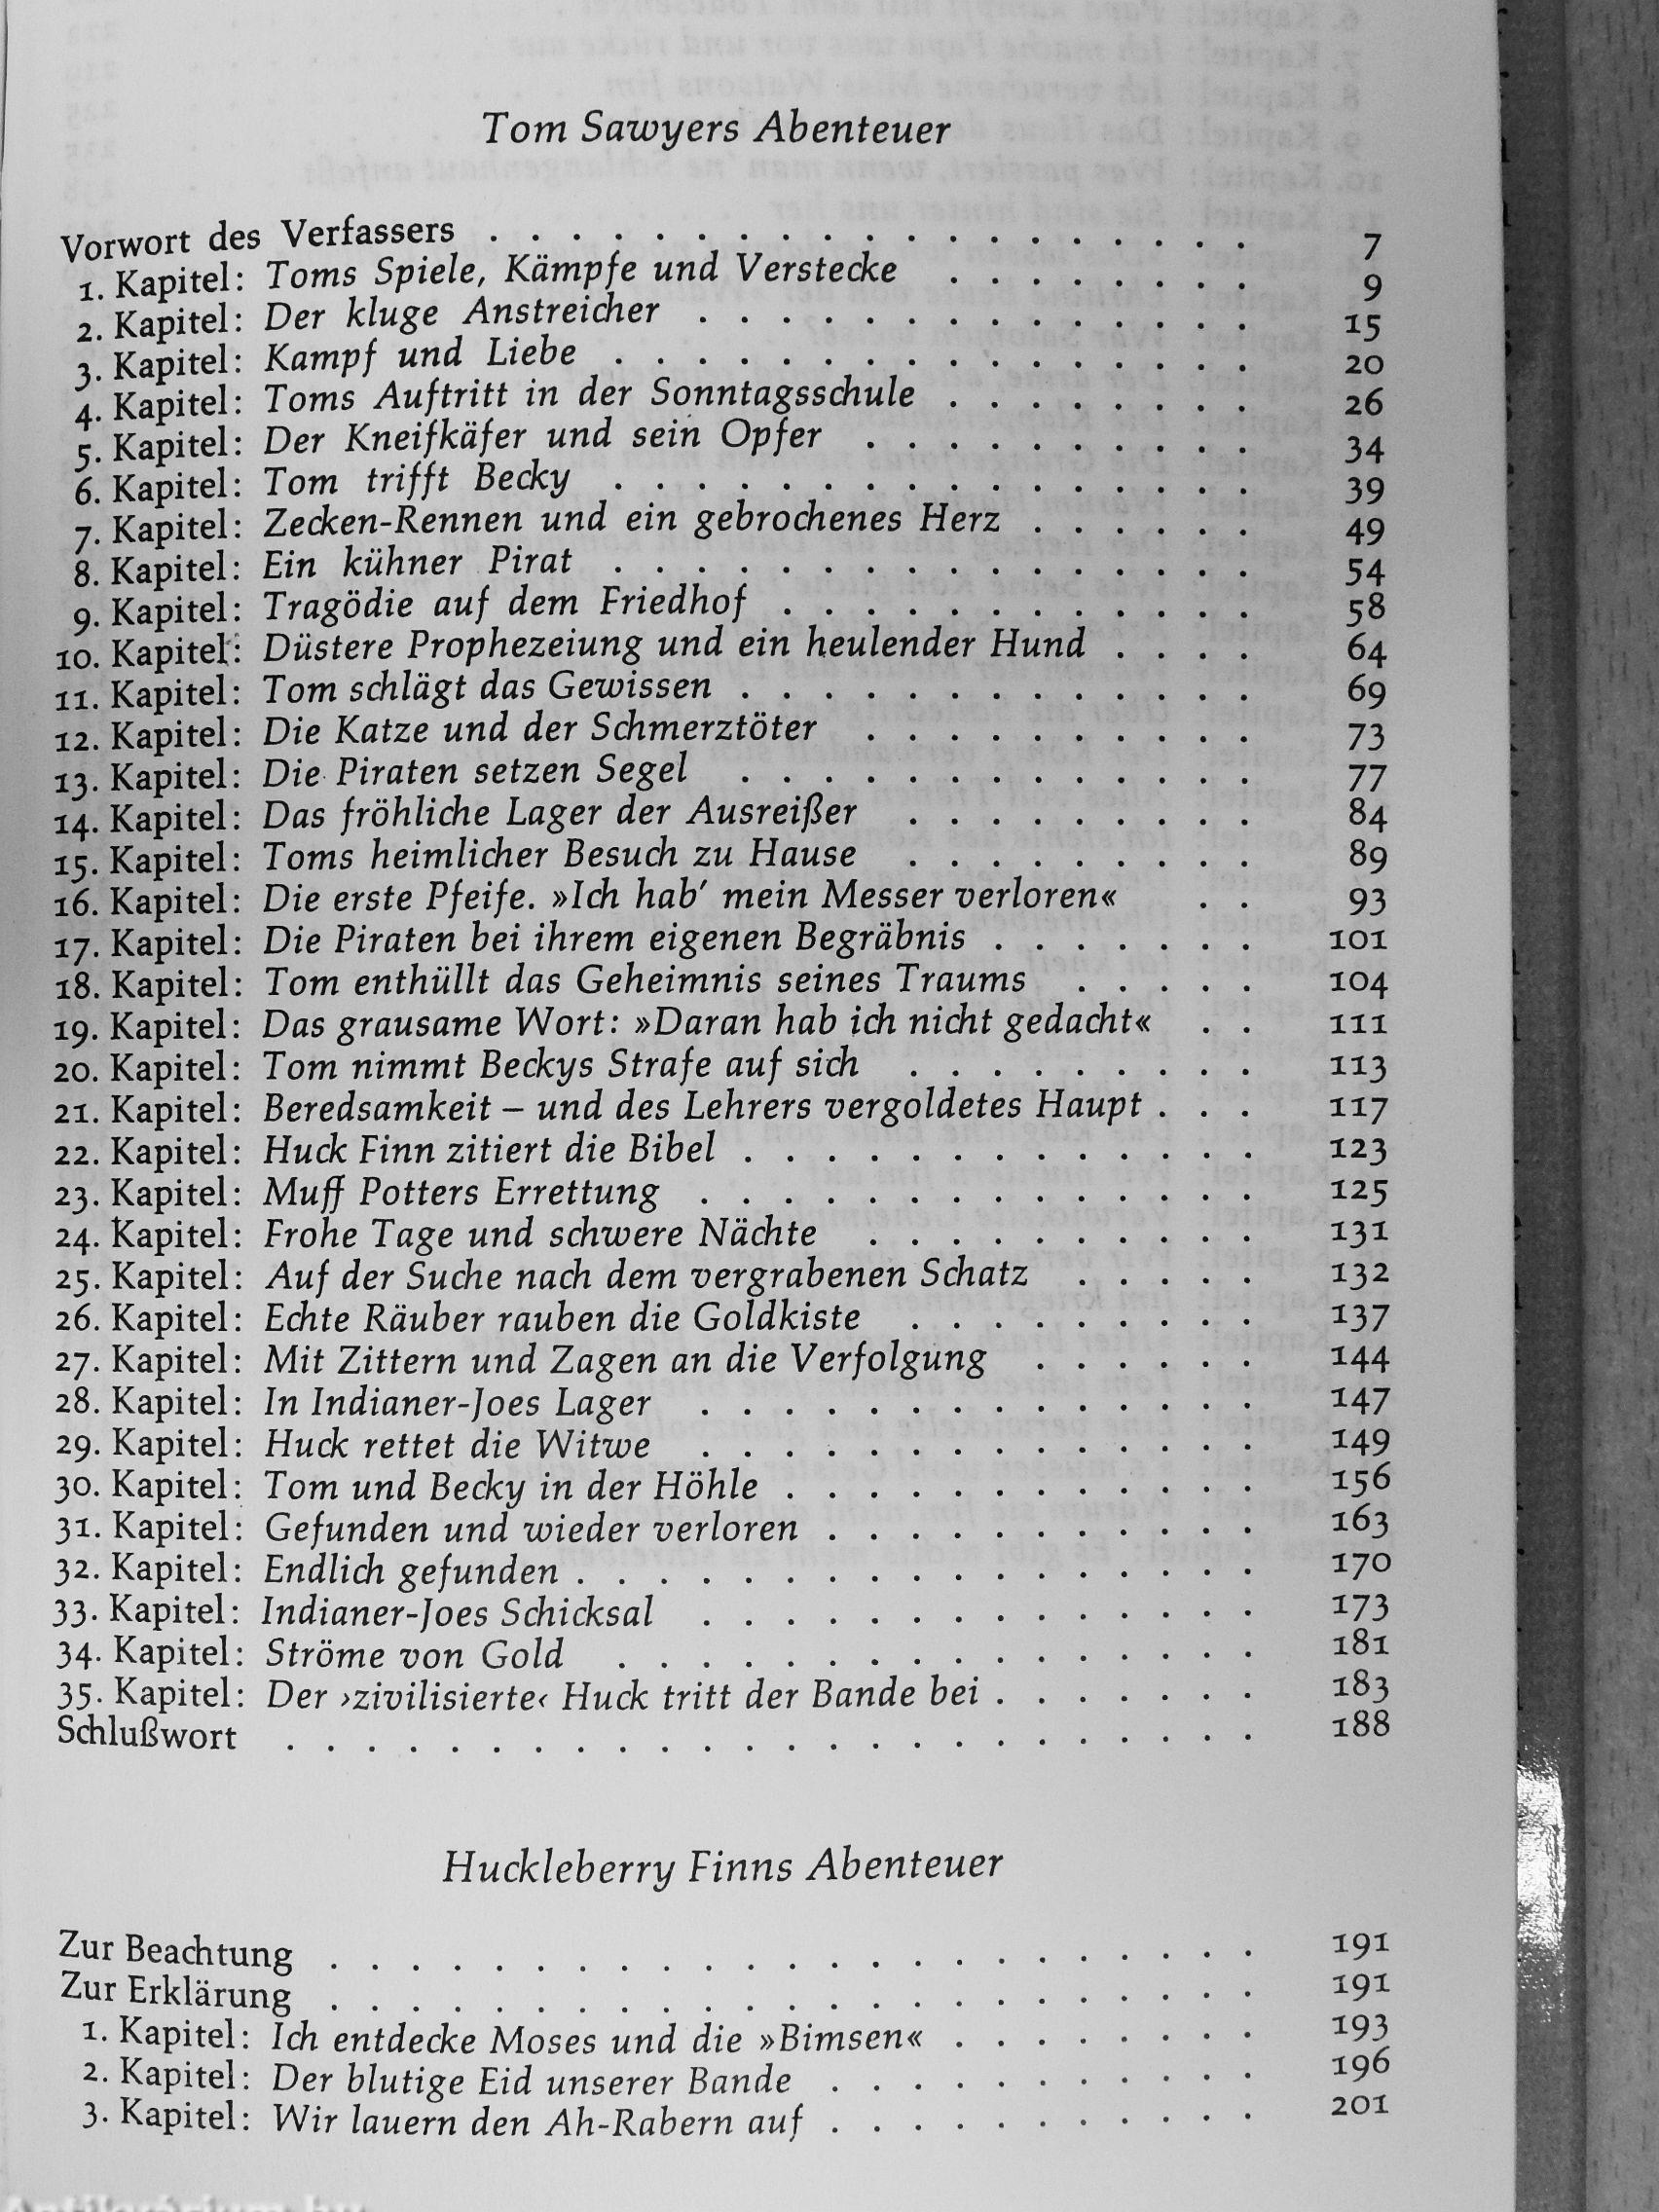 Tom Sawyers Abenteuer
Vorwort des Verfassers . . . . . . . . . . . . . . . . . . . 7
1. Kapitel: Toms Spiele, Kämpfe und Verstecke . . . . . . . . 9
2. Kapitel: Der kluge Anstreicher . . . . . . . . . . . . . . 15
3. Kapitel: Kampf und Liebe . . . . . . . . . . . . . . . . 20
4. Kapitel: Toms Auftritt in der Sonntagsschule . . . . . . . . 26
5. Kapitel: Der Kneifkäfer und sein Opfer . . . . . . . . . . 34
6. Kapitel: Tom trifft Becky . . . . . . . . . . . . . . . . 39
7. Kapitel: Zecken-Rennen und ein gebrochenes Herz . . . . . . 49
8. Kapitel: Ein kühner Pirat . . . . . . . . . . . . . . . . 54
9. Kapitel: Tragödie auf dem Friedhof . . . . . . . . . . . . 58
10. Kapitel: Düstere Prophezeiung und ein heulender Hund . . . . 64
11. Kapitel: Tom schlägt das Gewissen . . . . . . . . . . . . . 69
12. Kapitel: Die Katze und der Schmerztöter . . . . . . . . . . 73
13. Kapitel: Die Piraten setzen Segel . . . . . . . . . . . . . 77
14. Kapitel: Das fröhliche Lager der Ausreißer . . . . . . . . . 84
15. Kapitel: Toms heimlicher Besuch zu Hause . . . . . . . . . 89
16. Kapitel: Die erste Pfeife. »Ich hab’ mein Messer verloren« . . 93
17. Kapitel: Die Piraten bei ihrem eigenen Begräbnis . . . . . . . 101
18. Kapitel: Tom enthüllt das Geheimnis seines Traums . . . . . 104
19. Kapitel: Das grausame Wort: »Daran hab ich nicht gedacht« . . 111
20. Kapitel: Tom nimmt Beckys Strafe auf sich . . . . . . . . . 113
21. Kapitel: Beredsamkeit – und des Lehrers vergoldetes Haupt . . . 117
22. Kapitel: Huck Finn zitiert die Bibel . . . . . . . . . . . . . 123
23. Kapitel: Muff Potters Errettung . . . . . . . . . . . . . . 125
24. Kapitel: Frohe Tage und schwere Nächte . . . . . . . . . . 131
25. Kapitel: Auf der Suche nach dem vergrabenen Schatz . . . . . 132
26. Kapitel: Echte Räuber rauben die Goldkiste . . . . . . . . . 137
27. Kapitel: Mit Zittern und Zagen an die Verfolgung . . . . . . 144
28. Kapitel: In Indianer-Joes Lager . . . . . . . . . . . . . . 147
29. Kapitel: Huck rettet die Witwe . . . . . . . . . . . . . . 149
30. Kapitel: Tom und Becky in der Höhle . . . . . . . . . . . . 156
31. Kapitel: Gefunden und wieder verloren . . . . . . . . . . . 163
32. Kapitel: Endlich gefunden . . . . . . . . . . . . . . . . . 170
33. Kapitel: Indianer-Joes Schicksal . . . . . . . . . . . . . . 173
34. Kapitel: Ströme von Gold . . . . . . . . . . . . . . . . 181
35. Kapitel: Der ›zivilisierte‹ Huck tritt der Bande bei . . . . . . . 183
Schlußwort . . . . . . . . . . . . . . . . . . . . . . . . 188
Huckleberry Finns Abenteuer
Zur Beachtung . . . . . . . . . . . . . . . . . . . . . . . 191
Zur Erklärung . . . . . . . . . . . . . . . . . . . . . . . 191
1. Kapitel: Ich entdecke Moses und die »Bimsen« . . . . . . . . 193
2. Kapitel: Der blutige Eid unserer Bande . . . . . . . . . . . 196
3. Kapitel: Wir lauern den Ah-Rabern auf . . . . . . . . . . . 201